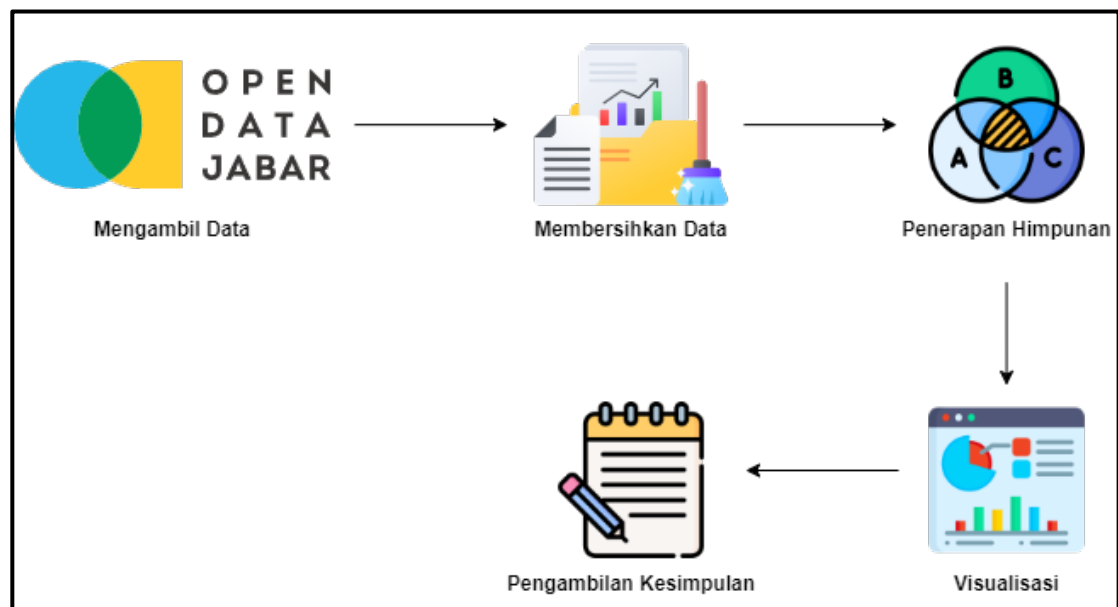 OPEN
DATA
JABAR
Mengambil Data
Membersihkan Data
B
A
C
Penerapan Himpunan
Pengambilan Kesimpulan
Visualisasi